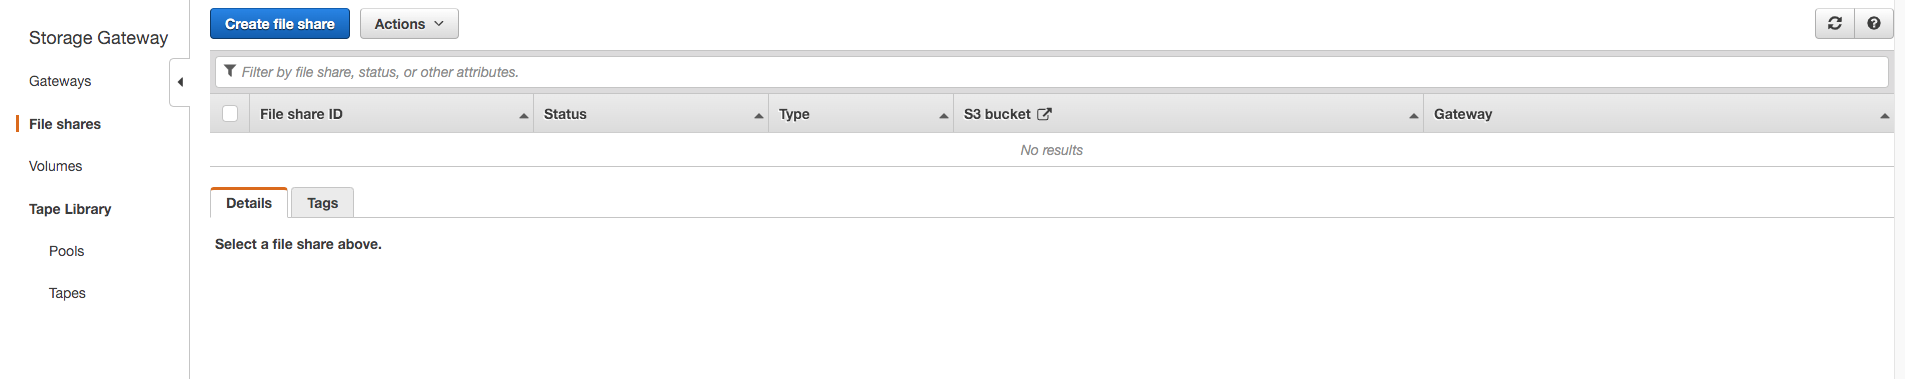 Storage Gateway
Gateways
File shares
Volumes
Tape Library
Pools
Tapes
Create file share
Actions
Filter by file share, status, or other attributes.
File share ID Status Type S3 bucket Gateway
No results
Details Tags
Select a file share above.